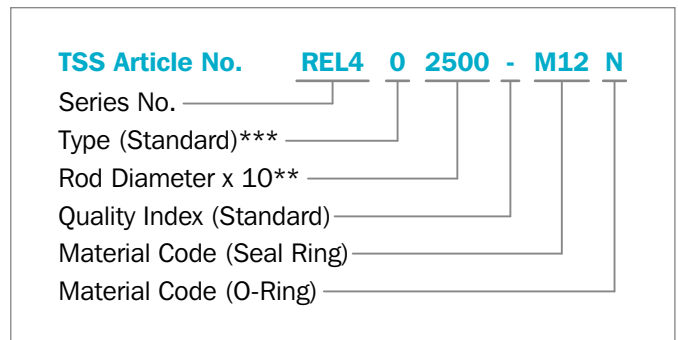 TSS Article No. REL4 0 2500 - M12 N
Series No.
Type (Standard)***
Rod Diameter x 10**
Quality Index (Standard)
Material Code (Seal Ring)
Material Code (O-Ring)